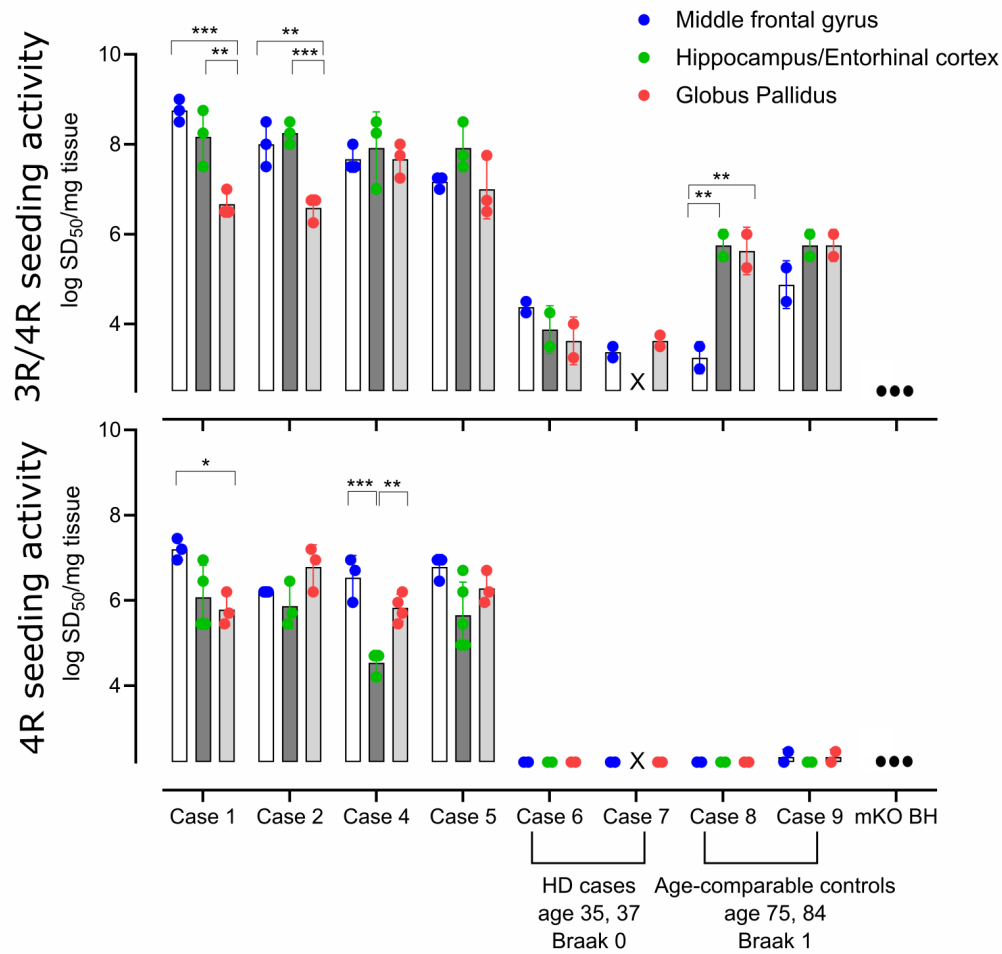 Middle frontal gyrus
Hippocampus/Entorhinal cortex
Globus Pallidus
3R/4R seeding activity
log SD50/mg tissue
10
8
6
4
***
**
**
***
**
**
X
4R seeding activity
log SD50/mg tissue
10
8
6
4
*
***
**
X
Case 1 Case 2 Case 4 Case 5 Case 6 Case 7 Case 8 Case 9 mKO BH
HD cases
age 35, 37
Braak 0
Age-comparable controls
age 75, 84
Braak 1